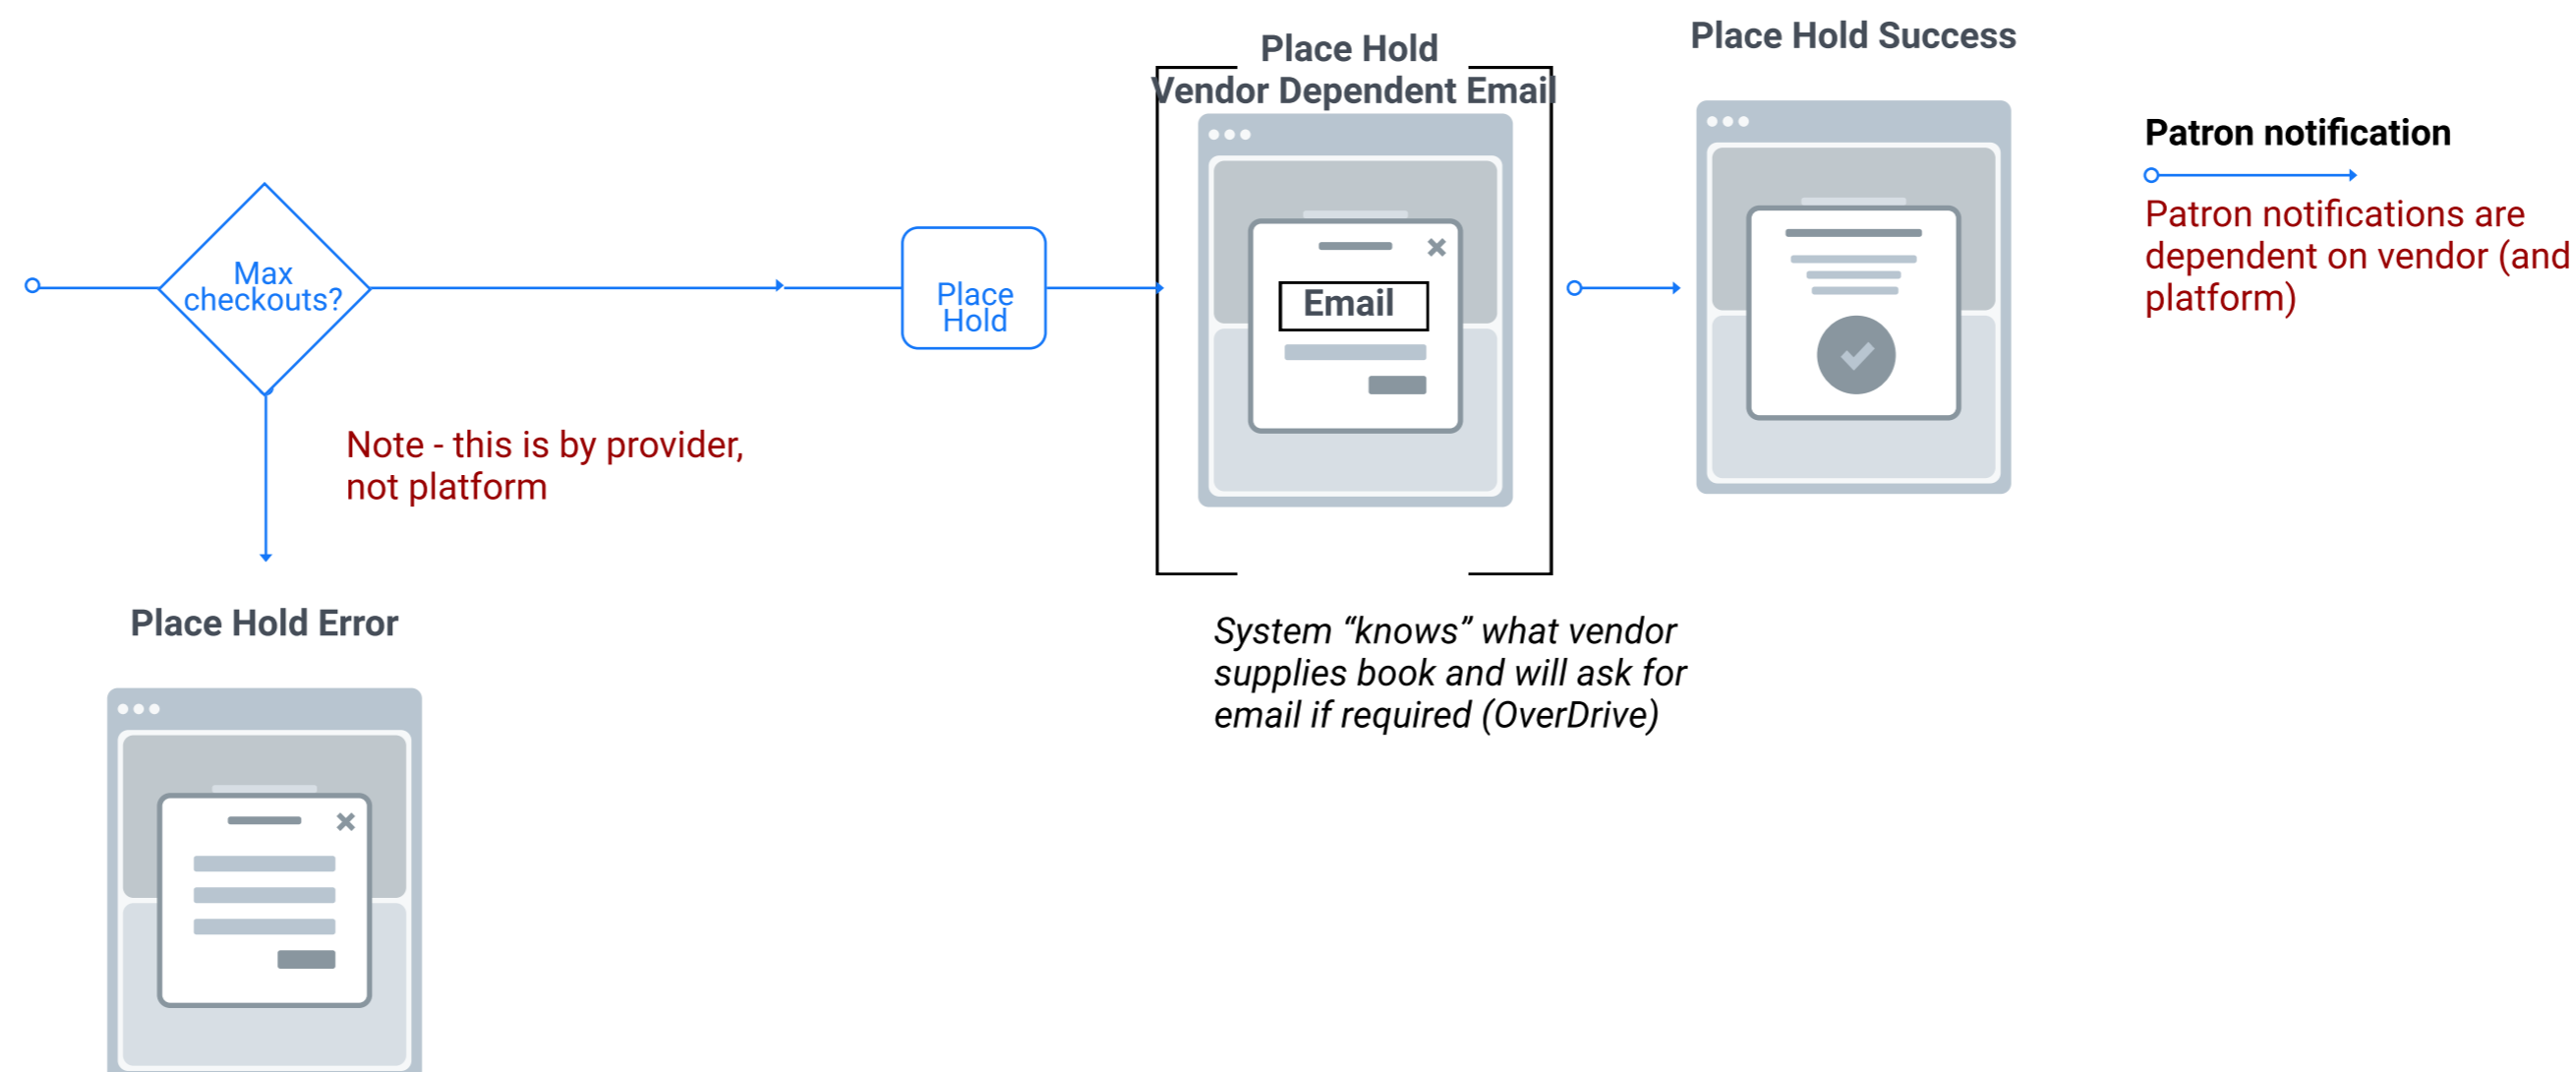 Max
checkouts?
Note - this is by provider,
not platform
Place Hold Error
Place
Hold
Place Hold
Vendor Dependent Email
Email
System “knows” what vendor
supplies book and will ask for
email if required (OverDrive)
Place Hold Success
Patron notification
Patron notifications are
dependent on vendor (and
platform)